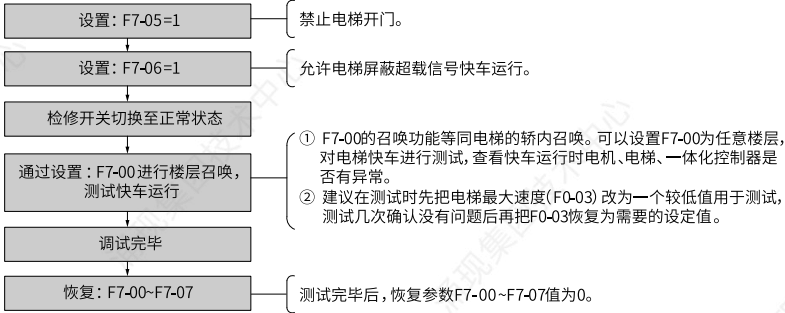 设置：F7-05=1
禁止电梯开门。
设置：F7-06=1
允许电梯屏蔽超载信号快车运行。
检修开关切换至正常状态
通过设置：F7-00进行楼层召唤，
测试快车运行
① F7-00的召唤功能等同电梯的轿内召唤。可以设置F7-00为任意楼层，
对电梯快车进行测试，查看快车运行时电机、电梯、一体化控制器是
否有异常。
② 建议在测试时先把电梯最大速度（F0-03）改为一个较低值用于测试，
测试几次确认没有问题后再把F0-03恢复为需要的设定值。
调试完毕
恢复：F7-00~F7-07
测试完毕后，恢复参数F7-00~F7-07值为0。